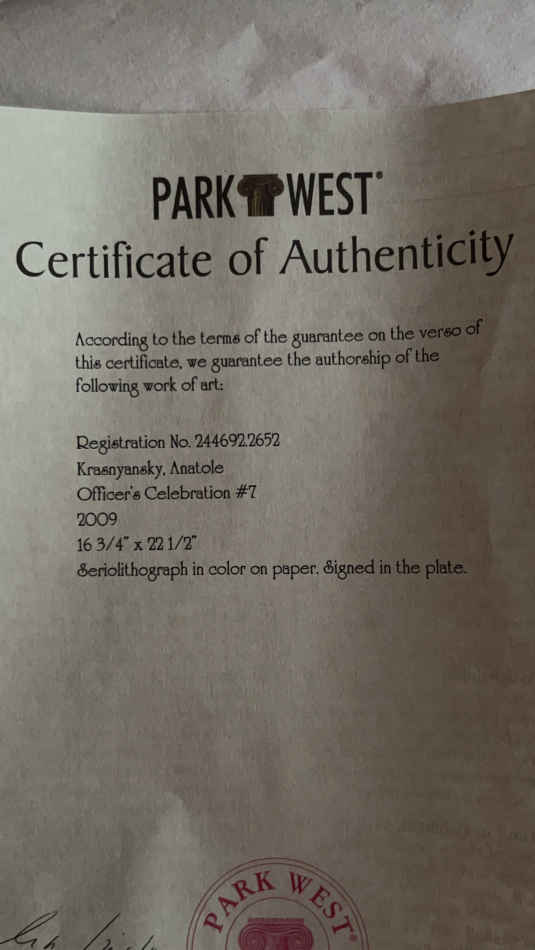 PARK WEST®
Certificate of Authenticity
According to the terms of the guarantee on the verso of
this certificate, we guarantee the authorship of the
following work of art:
Registration No. 244692.2652
Krasnyansky, Anatole
Officer's Celebration #7
2009
16 3/4" x 22 1/2"
Seriolithograph in color on paper. Signed in the plate.
PARK WEST®